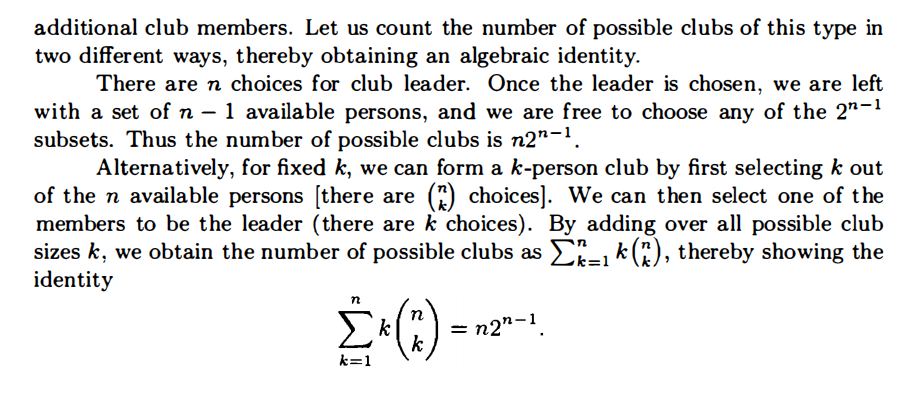 additional club members. Let us count the number of possible clubs of this type in
two different ways, thereby obtaining an algebraic identity.
There are n choices for club leader. Once the leader is chosen, we are left
with a set of n − 1 available persons, and we are free to choose any of the 2^{n−1}
subsets. Thus the number of possible clubs is n2^{n−1}.
Alternatively, for fixed k, we can form a k-person club by first selecting k out
of the n available persons [there are \binom{n}{k} choices]. We can then select one of the
members to be the leader (there are k choices). By adding over all possible club
sizes k, we obtain the number of possible clubs as \sum_{k=1}^{n} k\binom{n}{k}, thereby showing the
identity
\sum_{k=1}^{n} k\binom{n}{k} = n2^{n−1}.